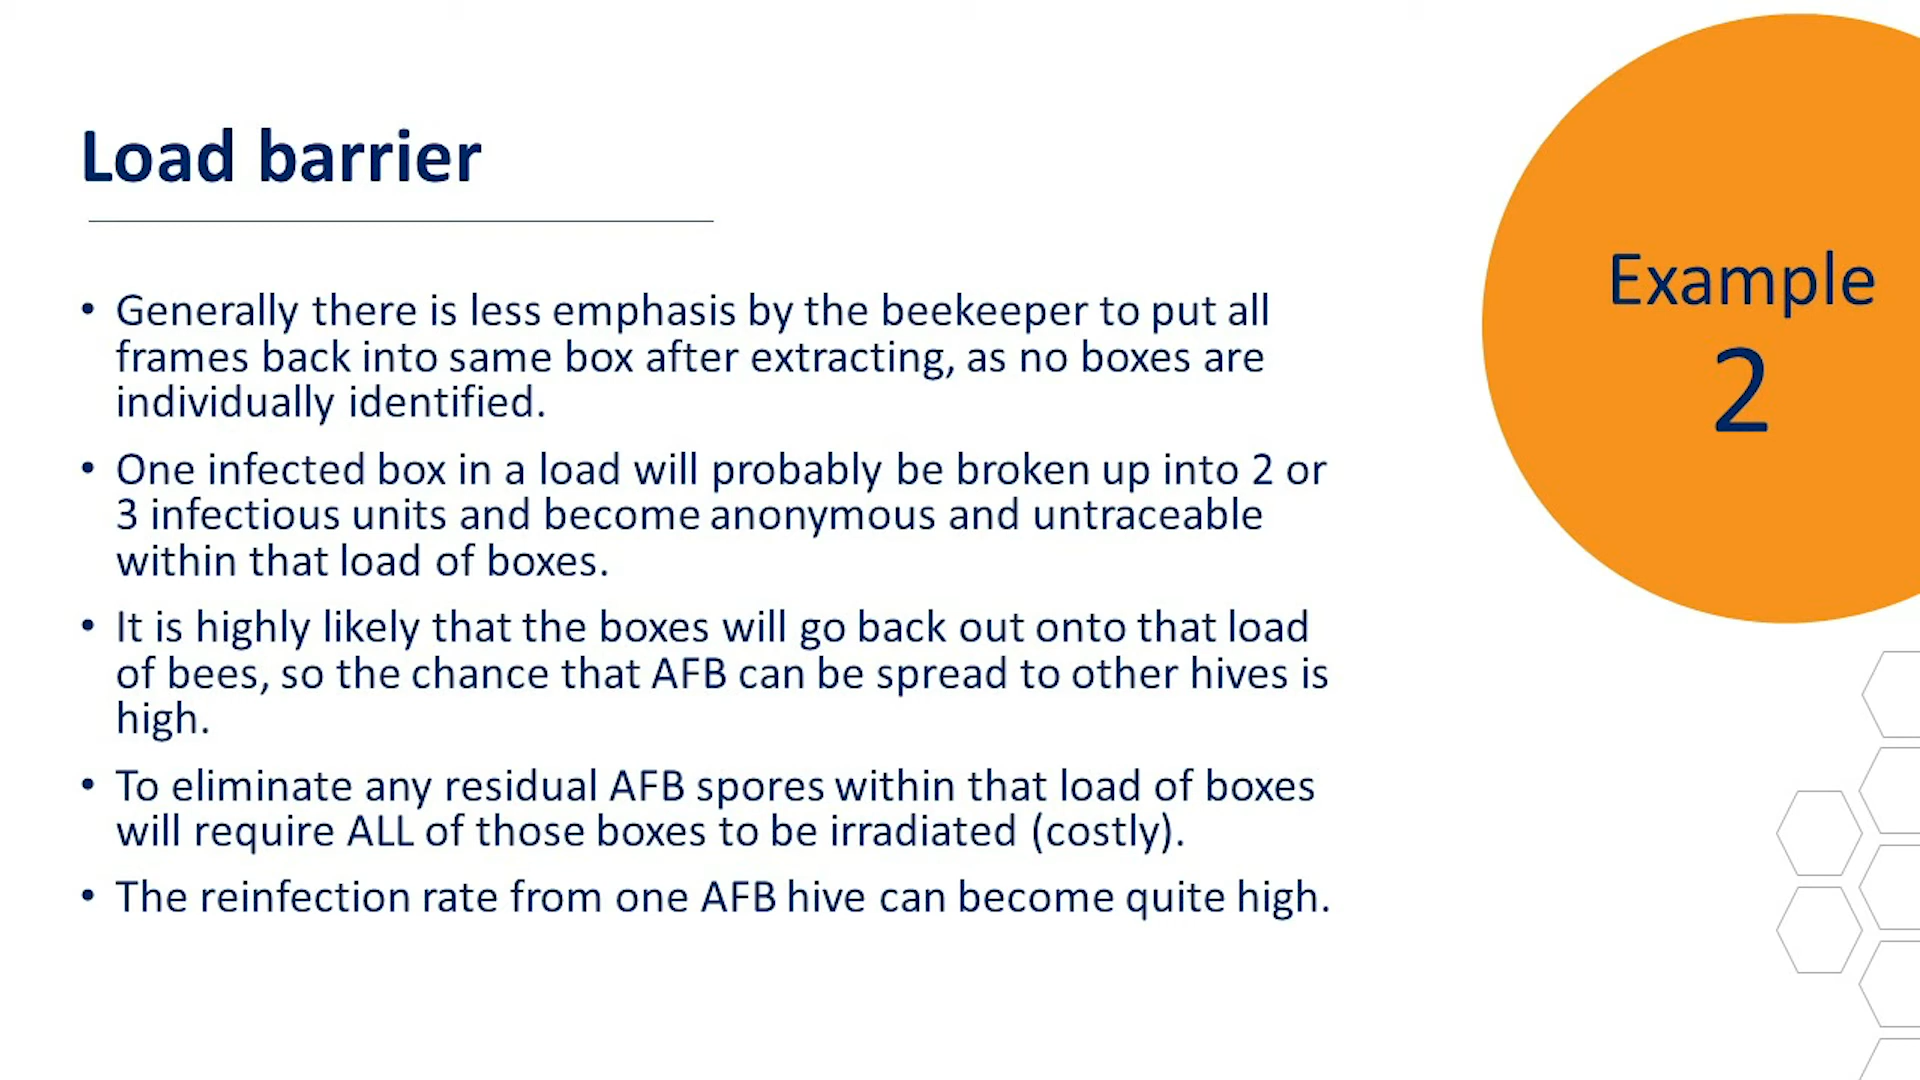 Load barrier
• Generally there is less emphasis by the beekeeper to put all
frames back into same box after extracting, as no boxes are
individually identified.
• One infected box in a load will probably be broken up into 2 or
3 infectious units and become anonymous and untraceable
within that load of boxes.
• It is highly likely that the boxes will go back out onto that load
of bees, so the chance that AFB can be spread to other hives is
high.
• To eliminate any residual AFB spores within that load of boxes
will require ALL of those boxes to be irradiated (costly).
• The reinfection rate from one AFB hive can become quite high.
Example
2